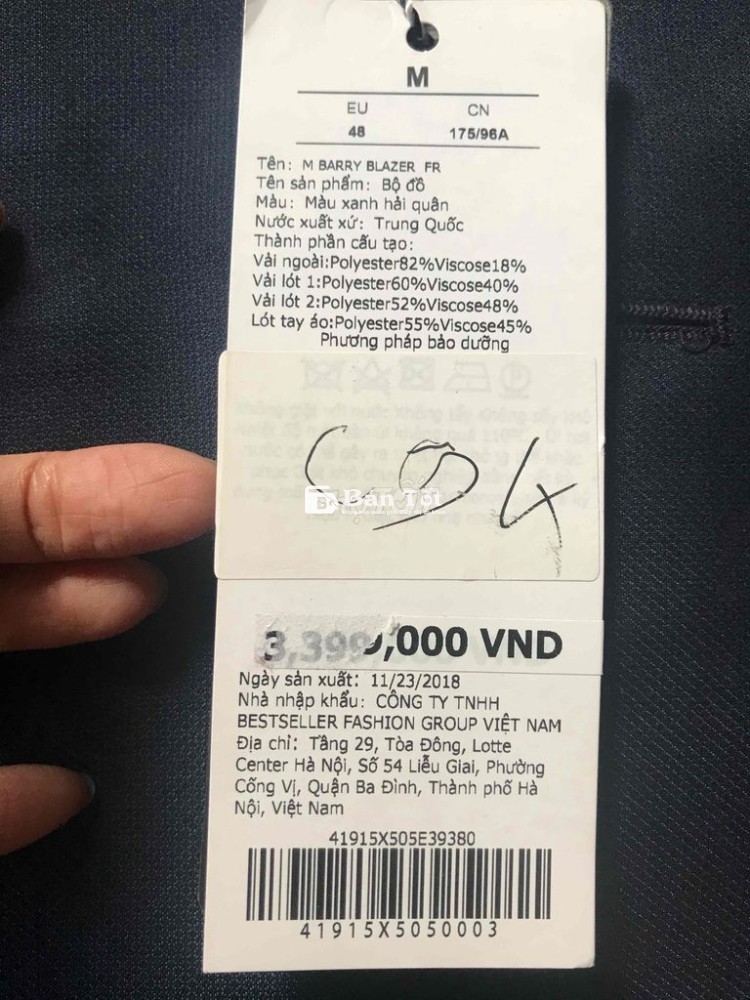 M
EU CN
48 175/96A
Tên: M BARRY BLAZER FR
Tên sản phẩm: Bộ đồ
Màu: Màu xanh hải quân
Nước xuất xứ: Trung Quốc
Thành phần cấu tạo:
Vải ngoài:Polyester82%Viscose18%
Vải lót 1:Polyester60%Viscose40%
Vải lót 2:Polyester52%Viscose48%
Lót tay áo:Polyester55%Viscose45%
Phương pháp bảo dưỡng
Bán Tốt
,000 VND
Ngày sản xuất: 11/23/2018
Nhà nhập khẩu: CÔNG TY TNHH
BESTSELLER FASHION GROUP VIỆT NAM
Địa chỉ: Tầng 29, Tòa Đông, Lotte
Center Hà Nội, Số 54 Liễu Giai, Phường
Cống Vị, Quận Ba Đình, Thành phố Hà
Nội, Việt Nam
41915X505E39380
41915X5050003